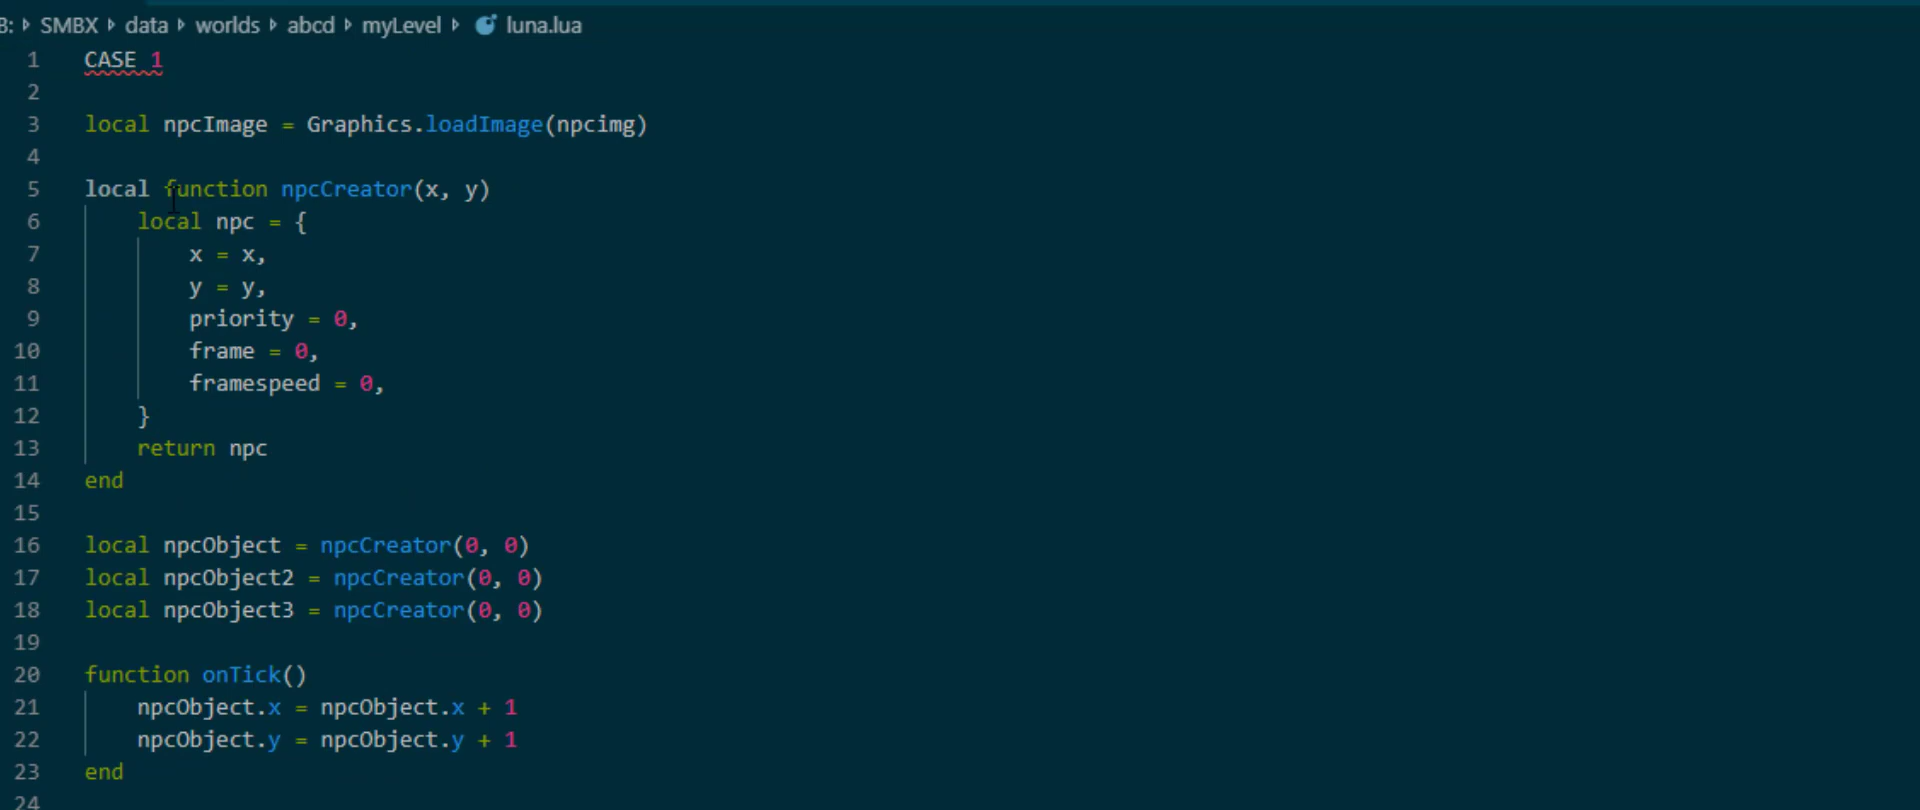 B: SMBX data worlds abcd myLevel luna.lua
1 CASE 1
2
3 local npcImage = Graphics.loadImage(npcimg)
4
5 local function npcCreator(x, y)
6 local npc = {
7 x = x,
8 y = y,
9 priority = 0,
10 frame = 0,
11 framespeed = 0,
12 }
13 return npc
14 end
15
16 local npcObject = npcCreator(0, 0)
17 local npcObject2 = npcCreator(0, 0)
18 local npcObject3 = npcCreator(0, 0)
19
20 function onTick()
21 npcObject.x = npcObject.x + 1
22 npcObject.y = npcObject.y + 1
23 end
24